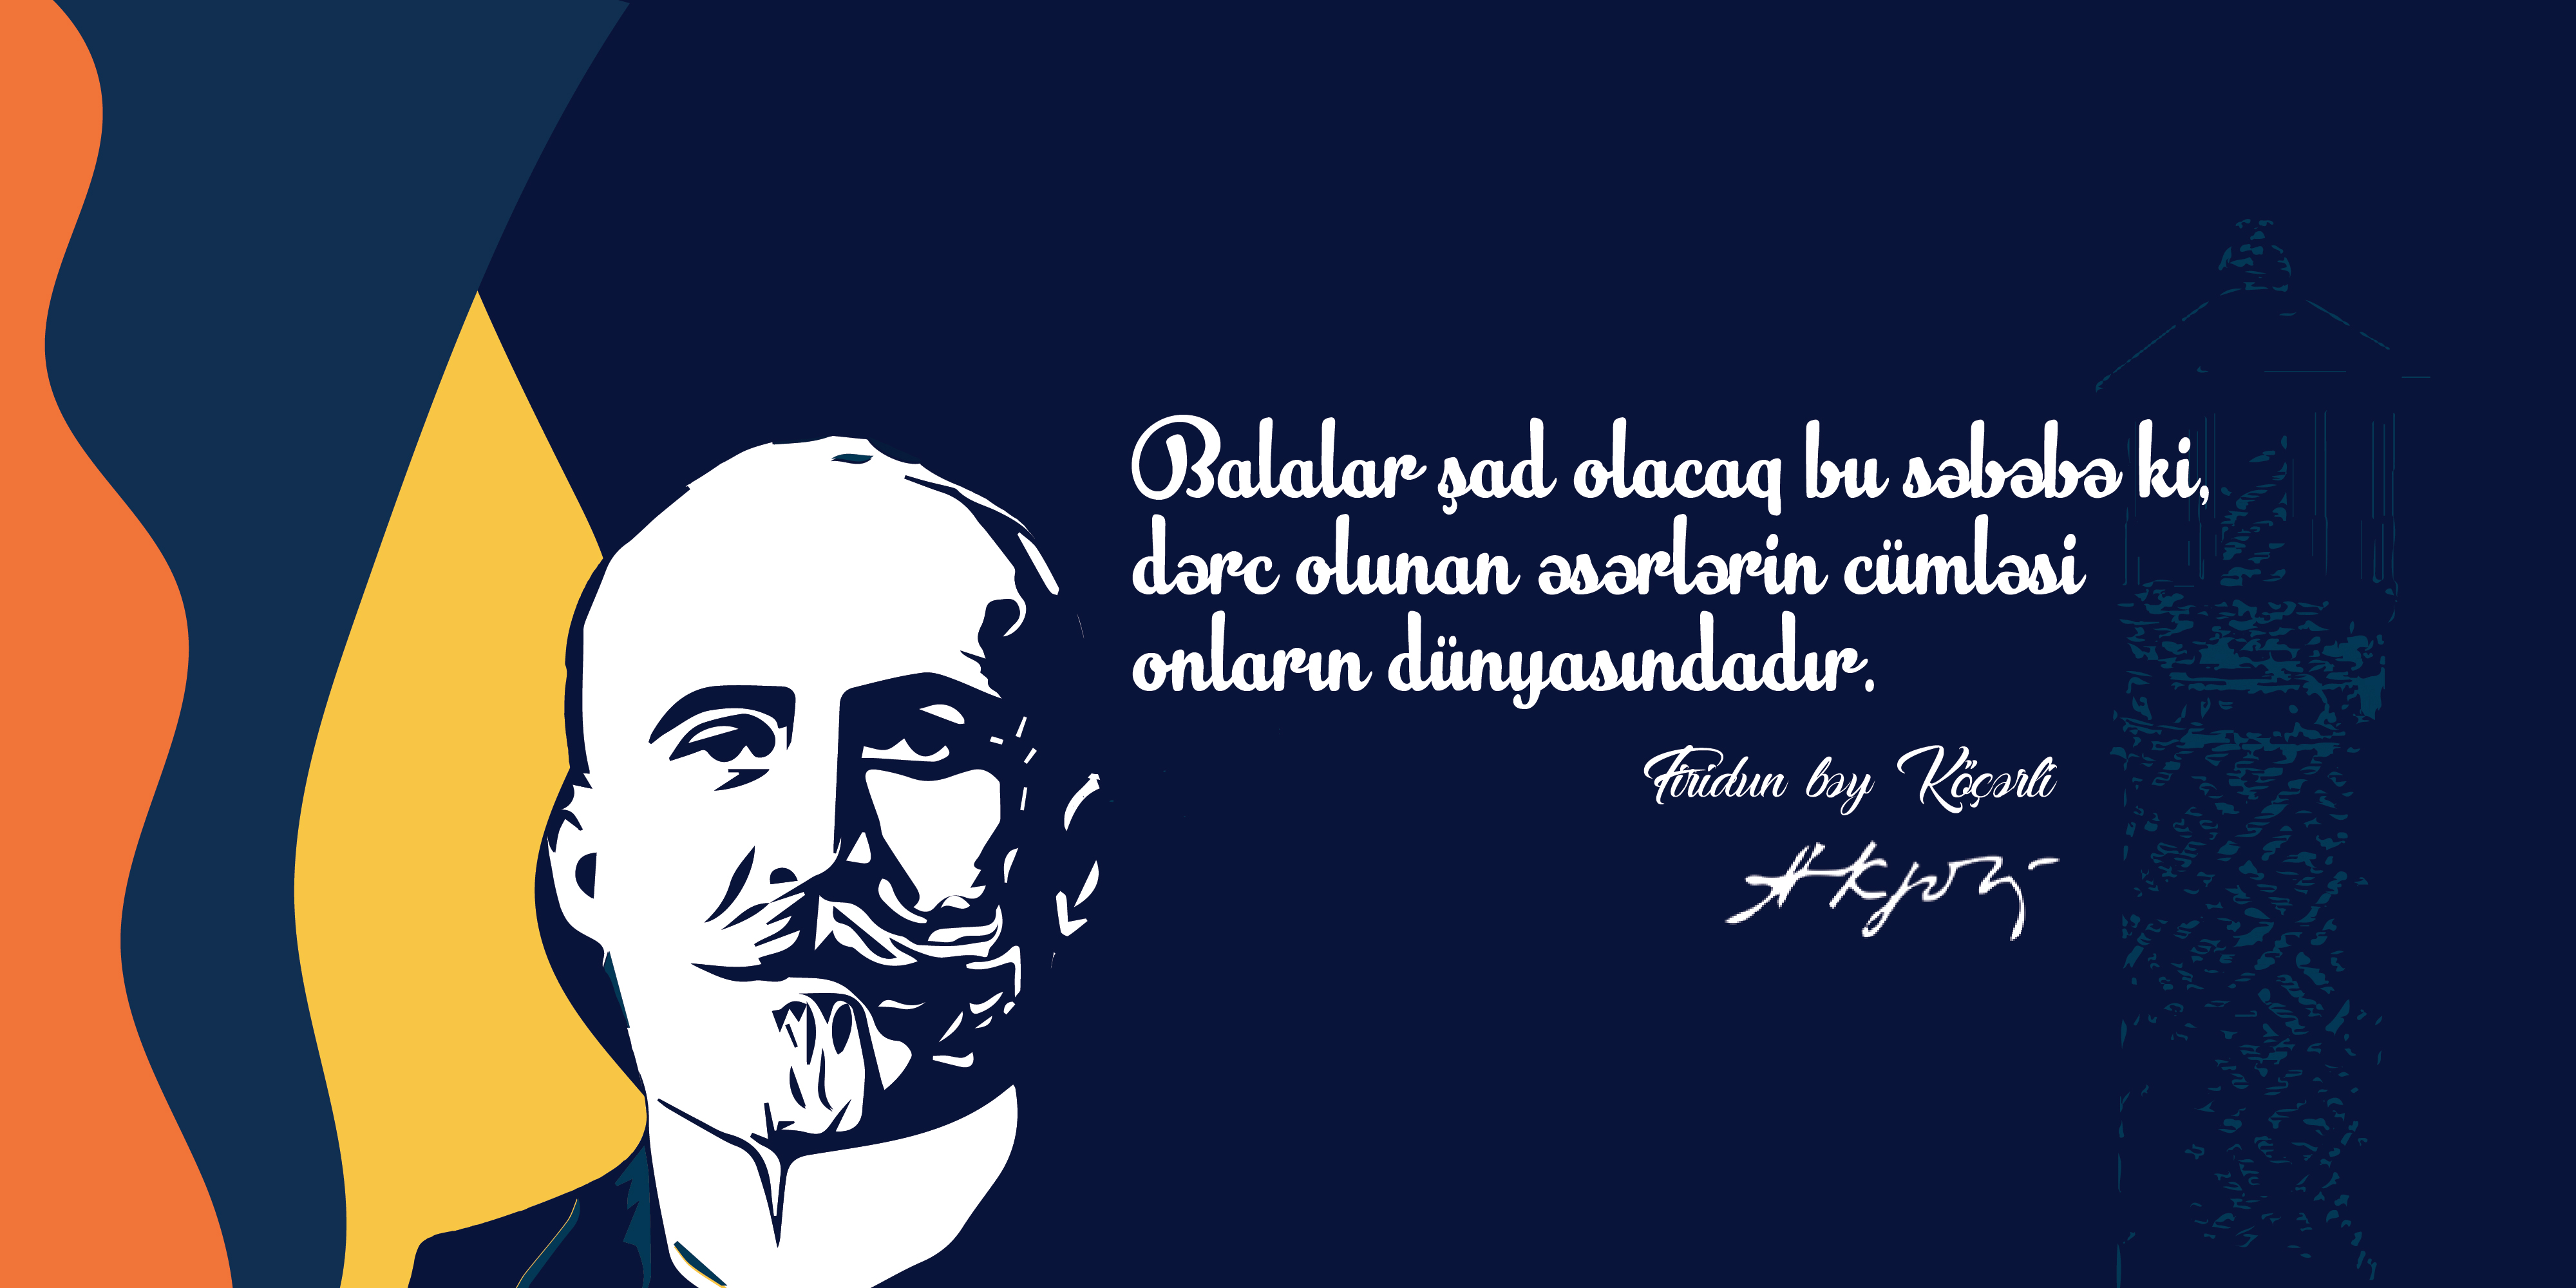 Balalar şad olacaq bu səbəbə ki,
dərc olunan əsərlərin cümləsi
onların dünyasındadır.
Firidun bəy Köçərli